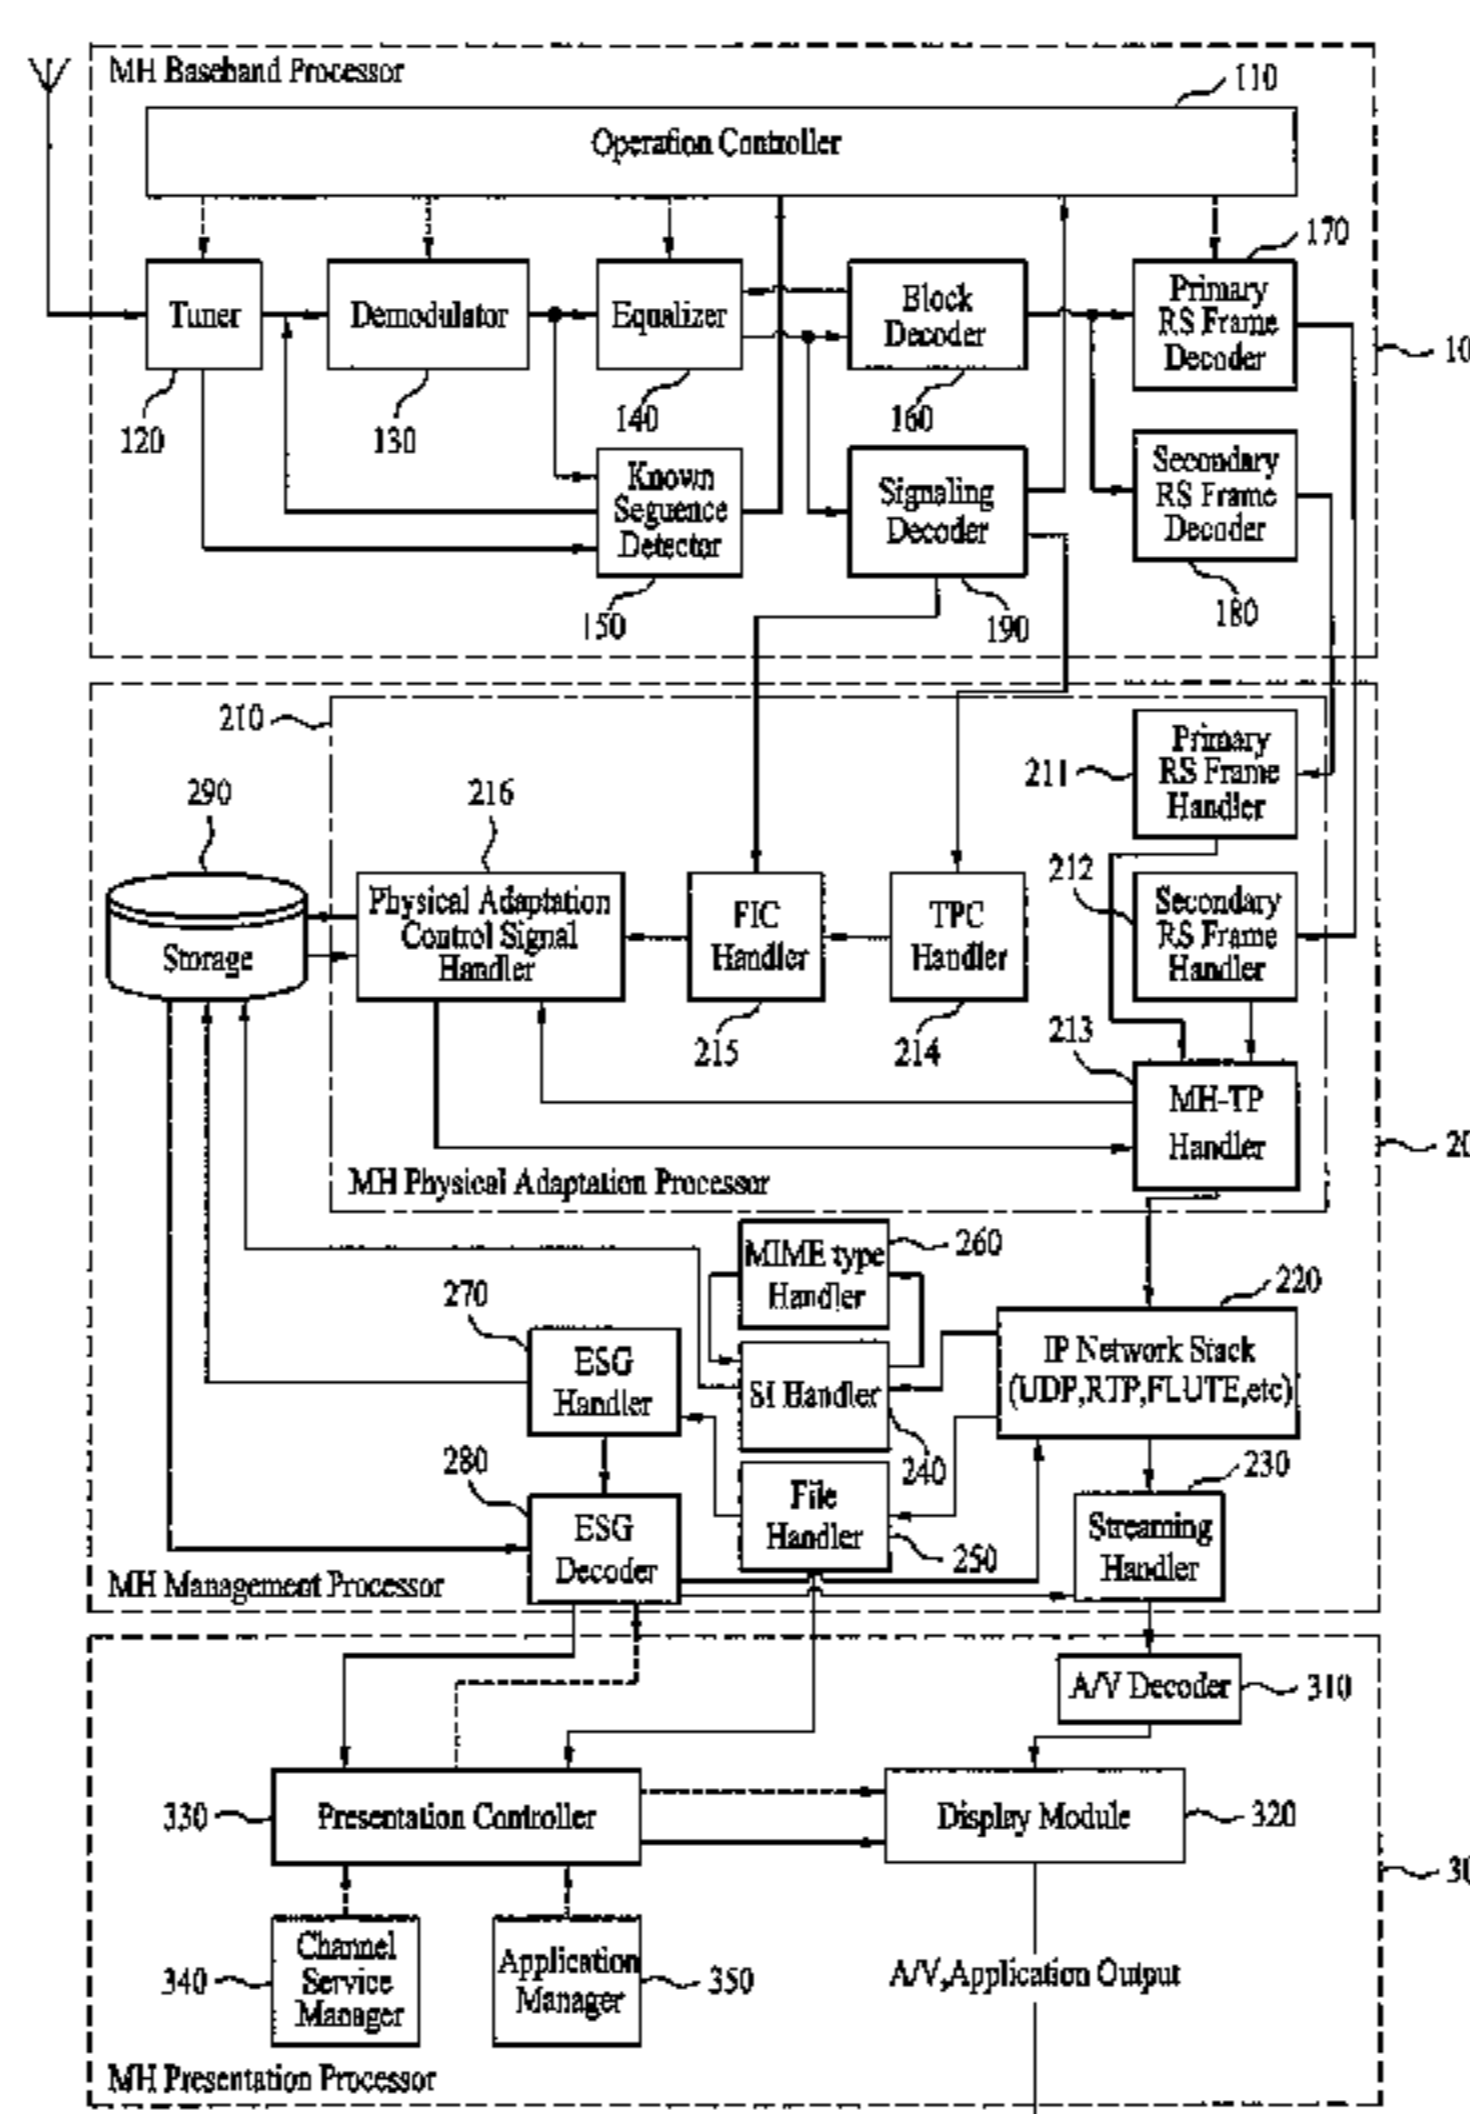 MH Baseband Processor
110
Operation Controller
170
Tuner
Demodulator
Equalizer
Block
Decoder
Primary
RS Frame
Decoder
10
120
130
140
160
Known
Seguence
Detector
Signaling
Decoder
Secondary
RS Frame
Decoder
150
190
180
210
Primary
RS Frame
Handler
211
290
216
212
Storage
Physical Adaptation
Control Signal
Handler
FIC
Handler
TPC
Handler
Secondary
RS Frame
Handler
215
214
213
MH-TP
Handler
20
MH Physical Adaptation Processor
MIME type
Handler
260
270
220
ESG
Handler
SI Handler
IP Network Stack
(UDP,RTP,FLUTE,etc)
280
240
230
ESG
Decoder
File
Handler
250
Streaming
Handler
MH Management Processor
A/V Decoder
310
330
Presentation Controller
Display Module
320
30
340
Channel
Service
Manager
Application
Manager
350
A/V,Application Output
MH Presentation Processor